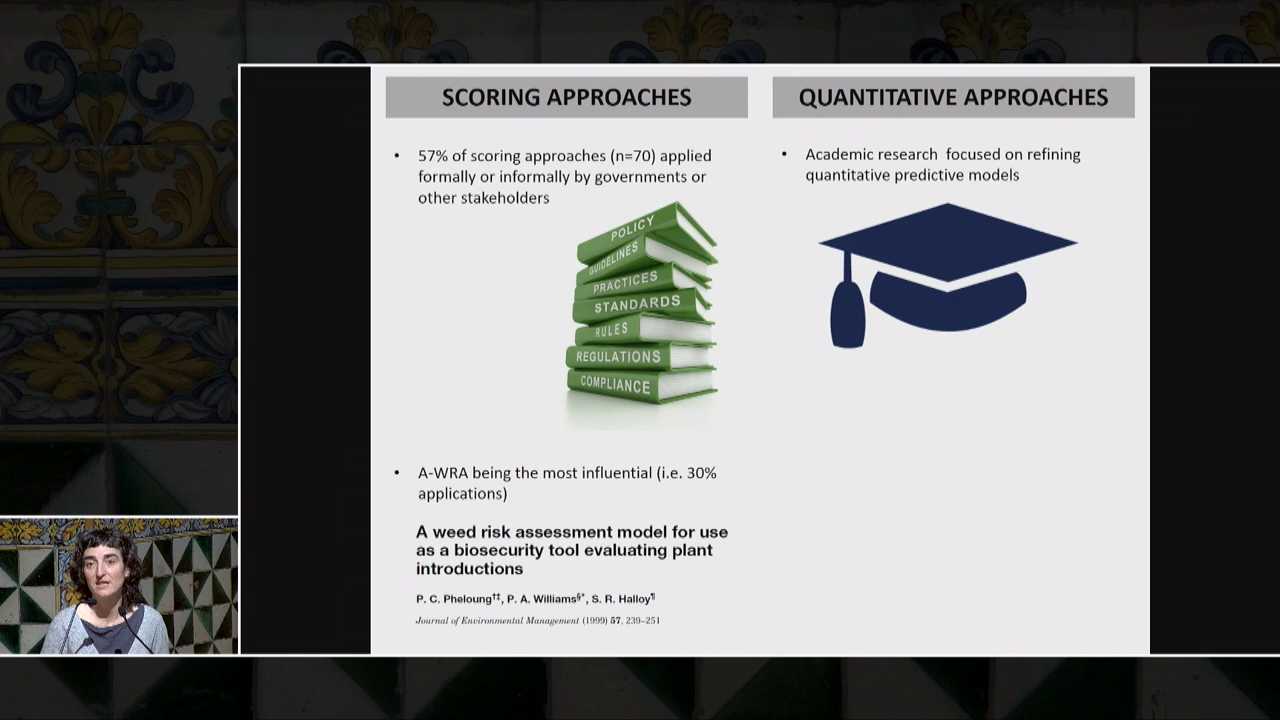 SCORING APPROACHES
• 57% of scoring approaches (n=70) applied
formally or informally by governments or
other stakeholders
POLICY
GUIDELINES
PRACTICES
STANDARDS
RULES
REGULATIONS
COMPLIANCE
• A-WRA being the most influential (i.e. 30%
applications)
A weed risk assessment model for use
as a biosecurity tool evaluating plant
introductions
P. C. Pheloung†‡, P. A. Williams§*, S. R. Halloy¶
Journal of Environmental Management (1999) 57, 239–251
QUANTITATIVE APPROACHES
• Academic research focused on refining
quantitative predictive models